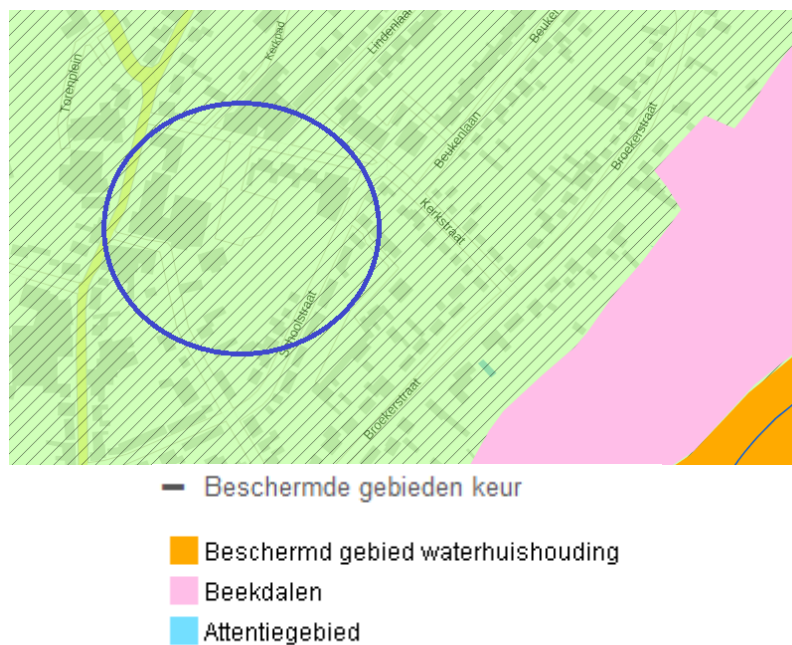 Torenplein
Kerkpad
Lindenlaan
Beuken
Beukenlaan
Broekerstraat
Kerkstraat
Schoolstraat
Broekerstraat
Beschermde gebieden keur
Beschermd gebied waterhuishouding
Beekdalen
Attentiegebied